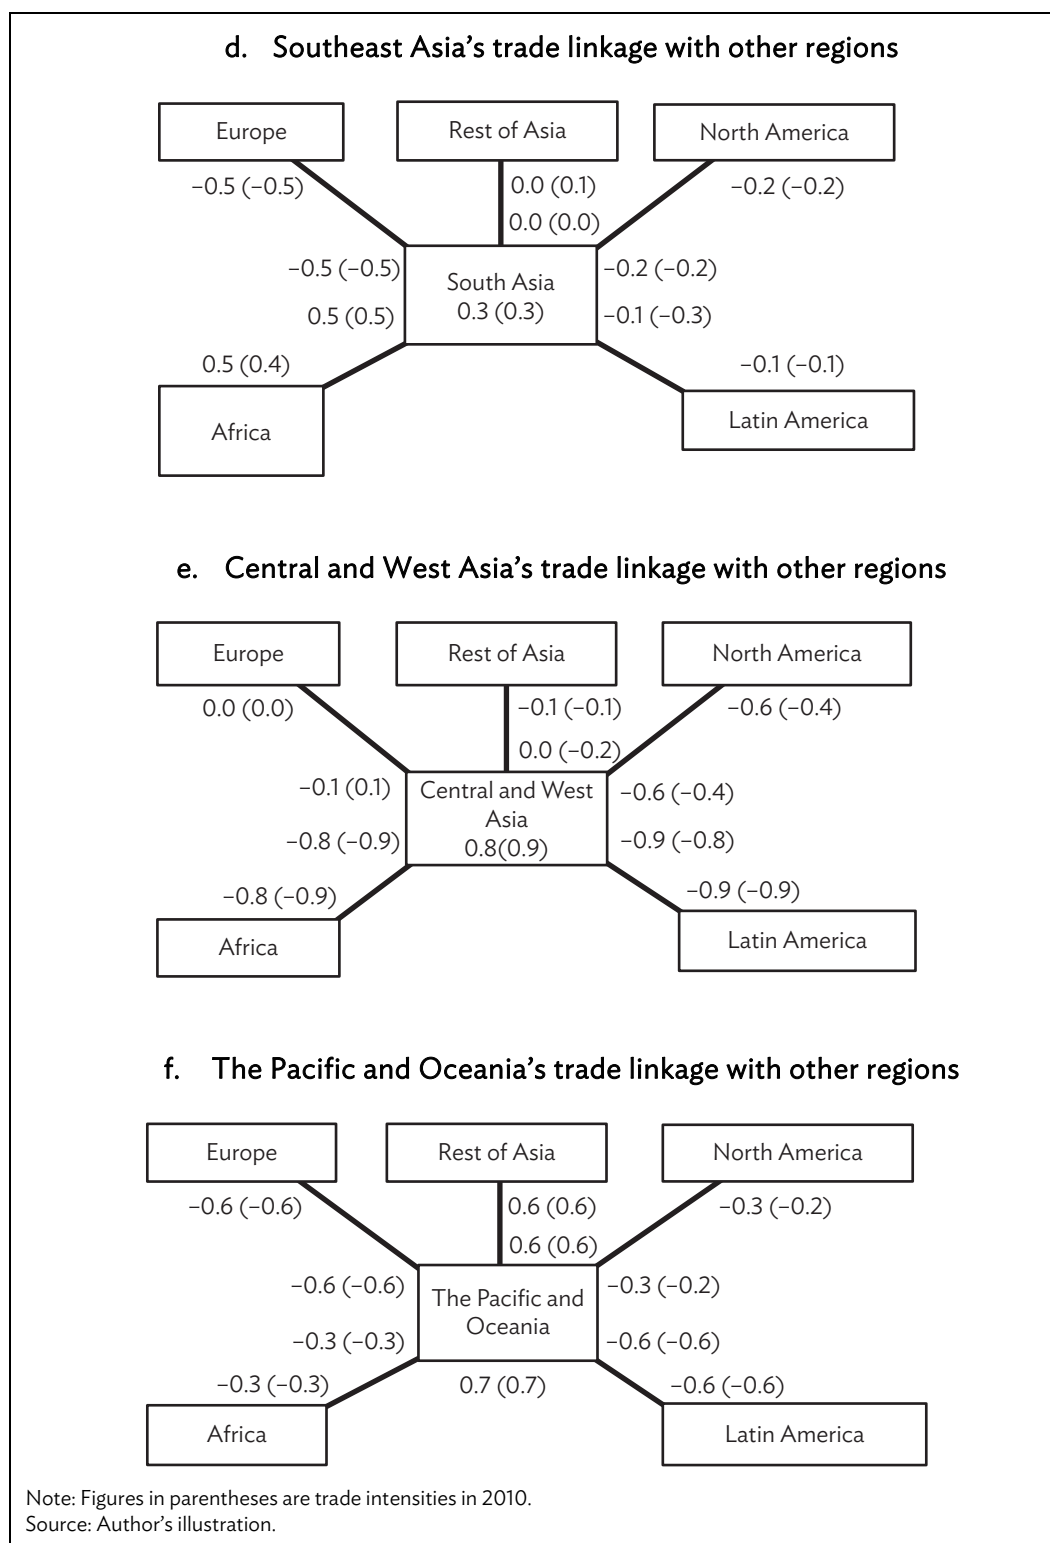 d. Southeast Asia’s trade linkage with other regions
Europe
Rest of Asia
North America
−0.5 (−0.5)
0.0 (0.1)
−0.2 (−0.2)
0.0 (0.0)
−0.5 (−0.5)
South Asia
−0.2 (−0.2)
0.5 (0.5)
0.3 (0.3)
−0.1 (−0.3)
0.5 (0.4)
−0.1 (−0.1)
Africa
Latin America
e. Central and West Asia’s trade linkage with other regions
Europe
Rest of Asia
North America
0.0 (0.0)
−0.1 (−0.1)
−0.6 (−0.4)
0.0 (−0.2)
−0.1 (0.1)
Central and West
Asia
−0.6 (−0.4)
−0.8 (−0.9)
0.8(0.9)
−0.9 (−0.8)
−0.8 (−0.9)
−0.9 (−0.9)
Africa
Latin America
f. The Pacific and Oceania’s trade linkage with other regions
Europe
Rest of Asia
North America
−0.6 (−0.6)
0.6 (0.6)
−0.3 (−0.2)
0.6 (0.6)
−0.6 (−0.6)
The Pacific and
Oceania
−0.3 (−0.2)
−0.3 (−0.3)
−0.6 (−0.6)
−0.3 (−0.3)
0.7 (0.7)
−0.6 (−0.6)
Africa
Latin America
Note: Figures in parentheses are trade intensities in 2010.
Source: Author’s illustration.